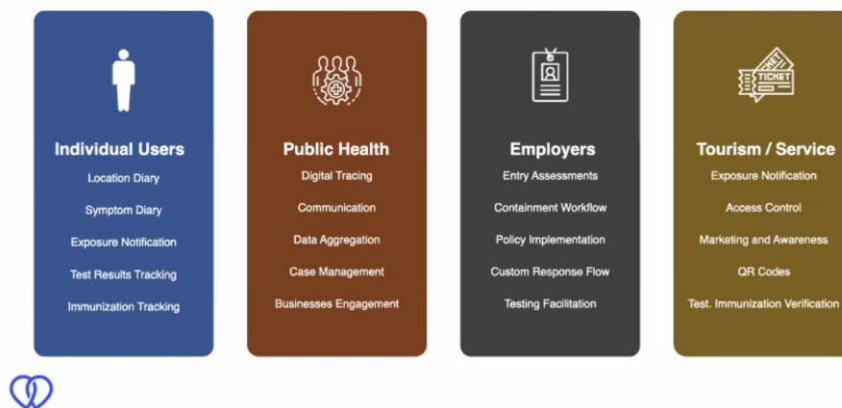 Individual Users
Location Diary
Symptom Diary
Exposure Notification
Test Results Tracking
Immunization Tracking
Public Health
Digital Tracing
Communication
Data Aggregation
Case Management
Businesses Engagement
Employers
Entry Assessments
Containment Workflow
Policy Implementation
Custom Response Flow
Testing Facilitation
TICKET
Tourism / Service
Exposure Notification
Access Control
Marketing and Awareness
QR Codes
Test. Immunization Verification